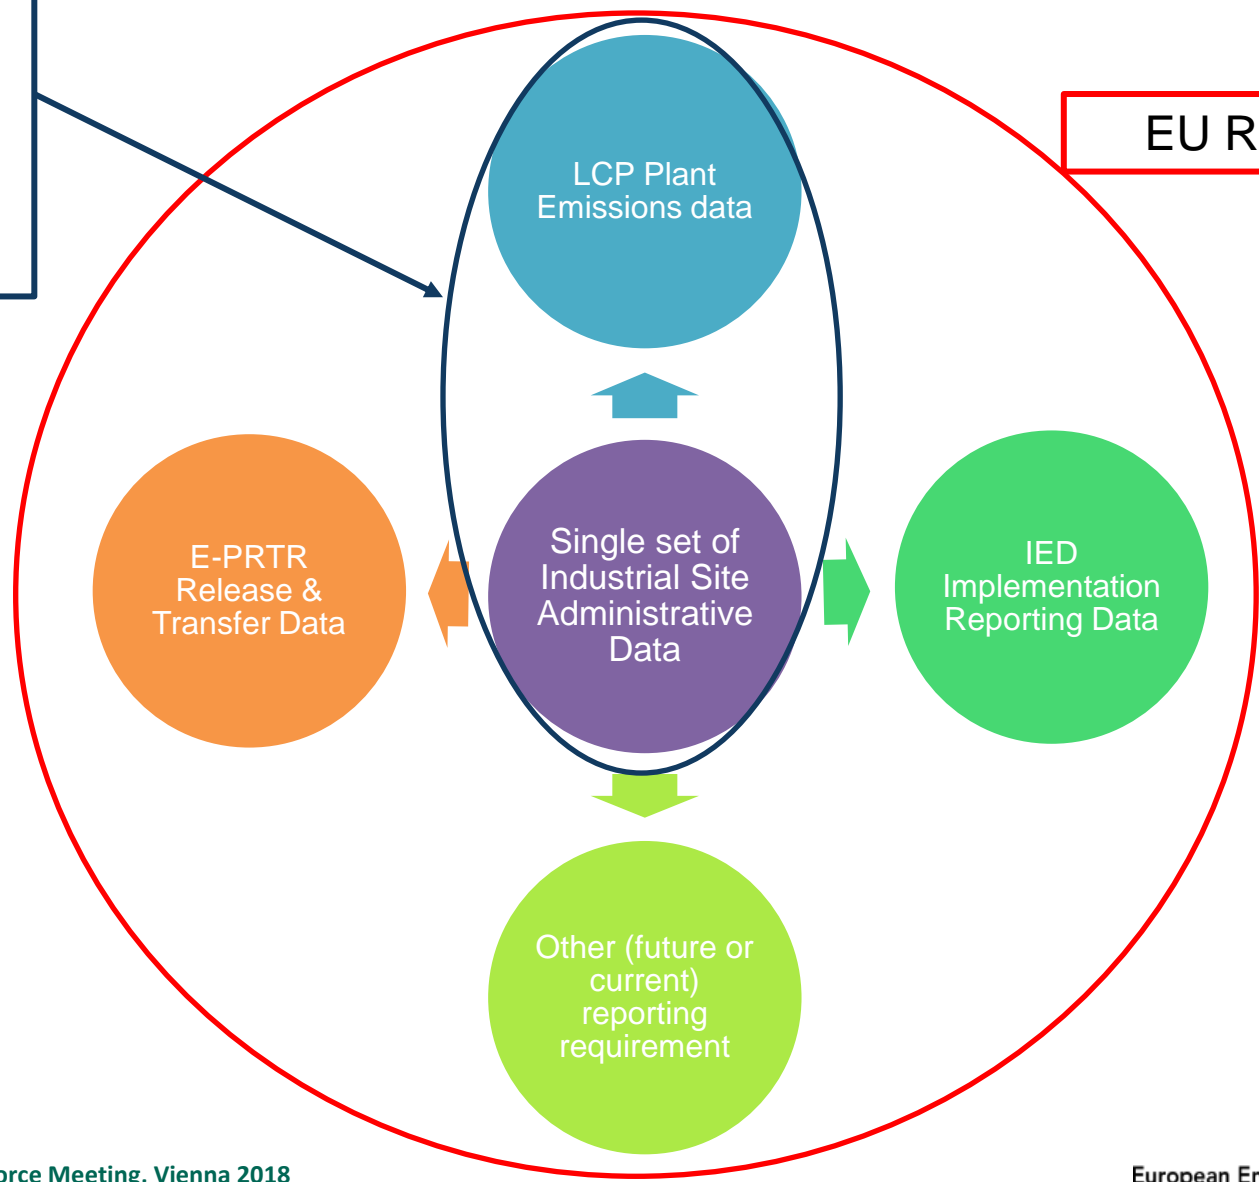 EU R
LCP Plant
Emissions data
E-PRTR
Release &
Transfer Data
Single set of
Industrial Site
Administrative
Data
IED
Implementation
Reporting Data
Other (future or
current)
reporting
requirement
orce Meeting, Vienna 2018
European En